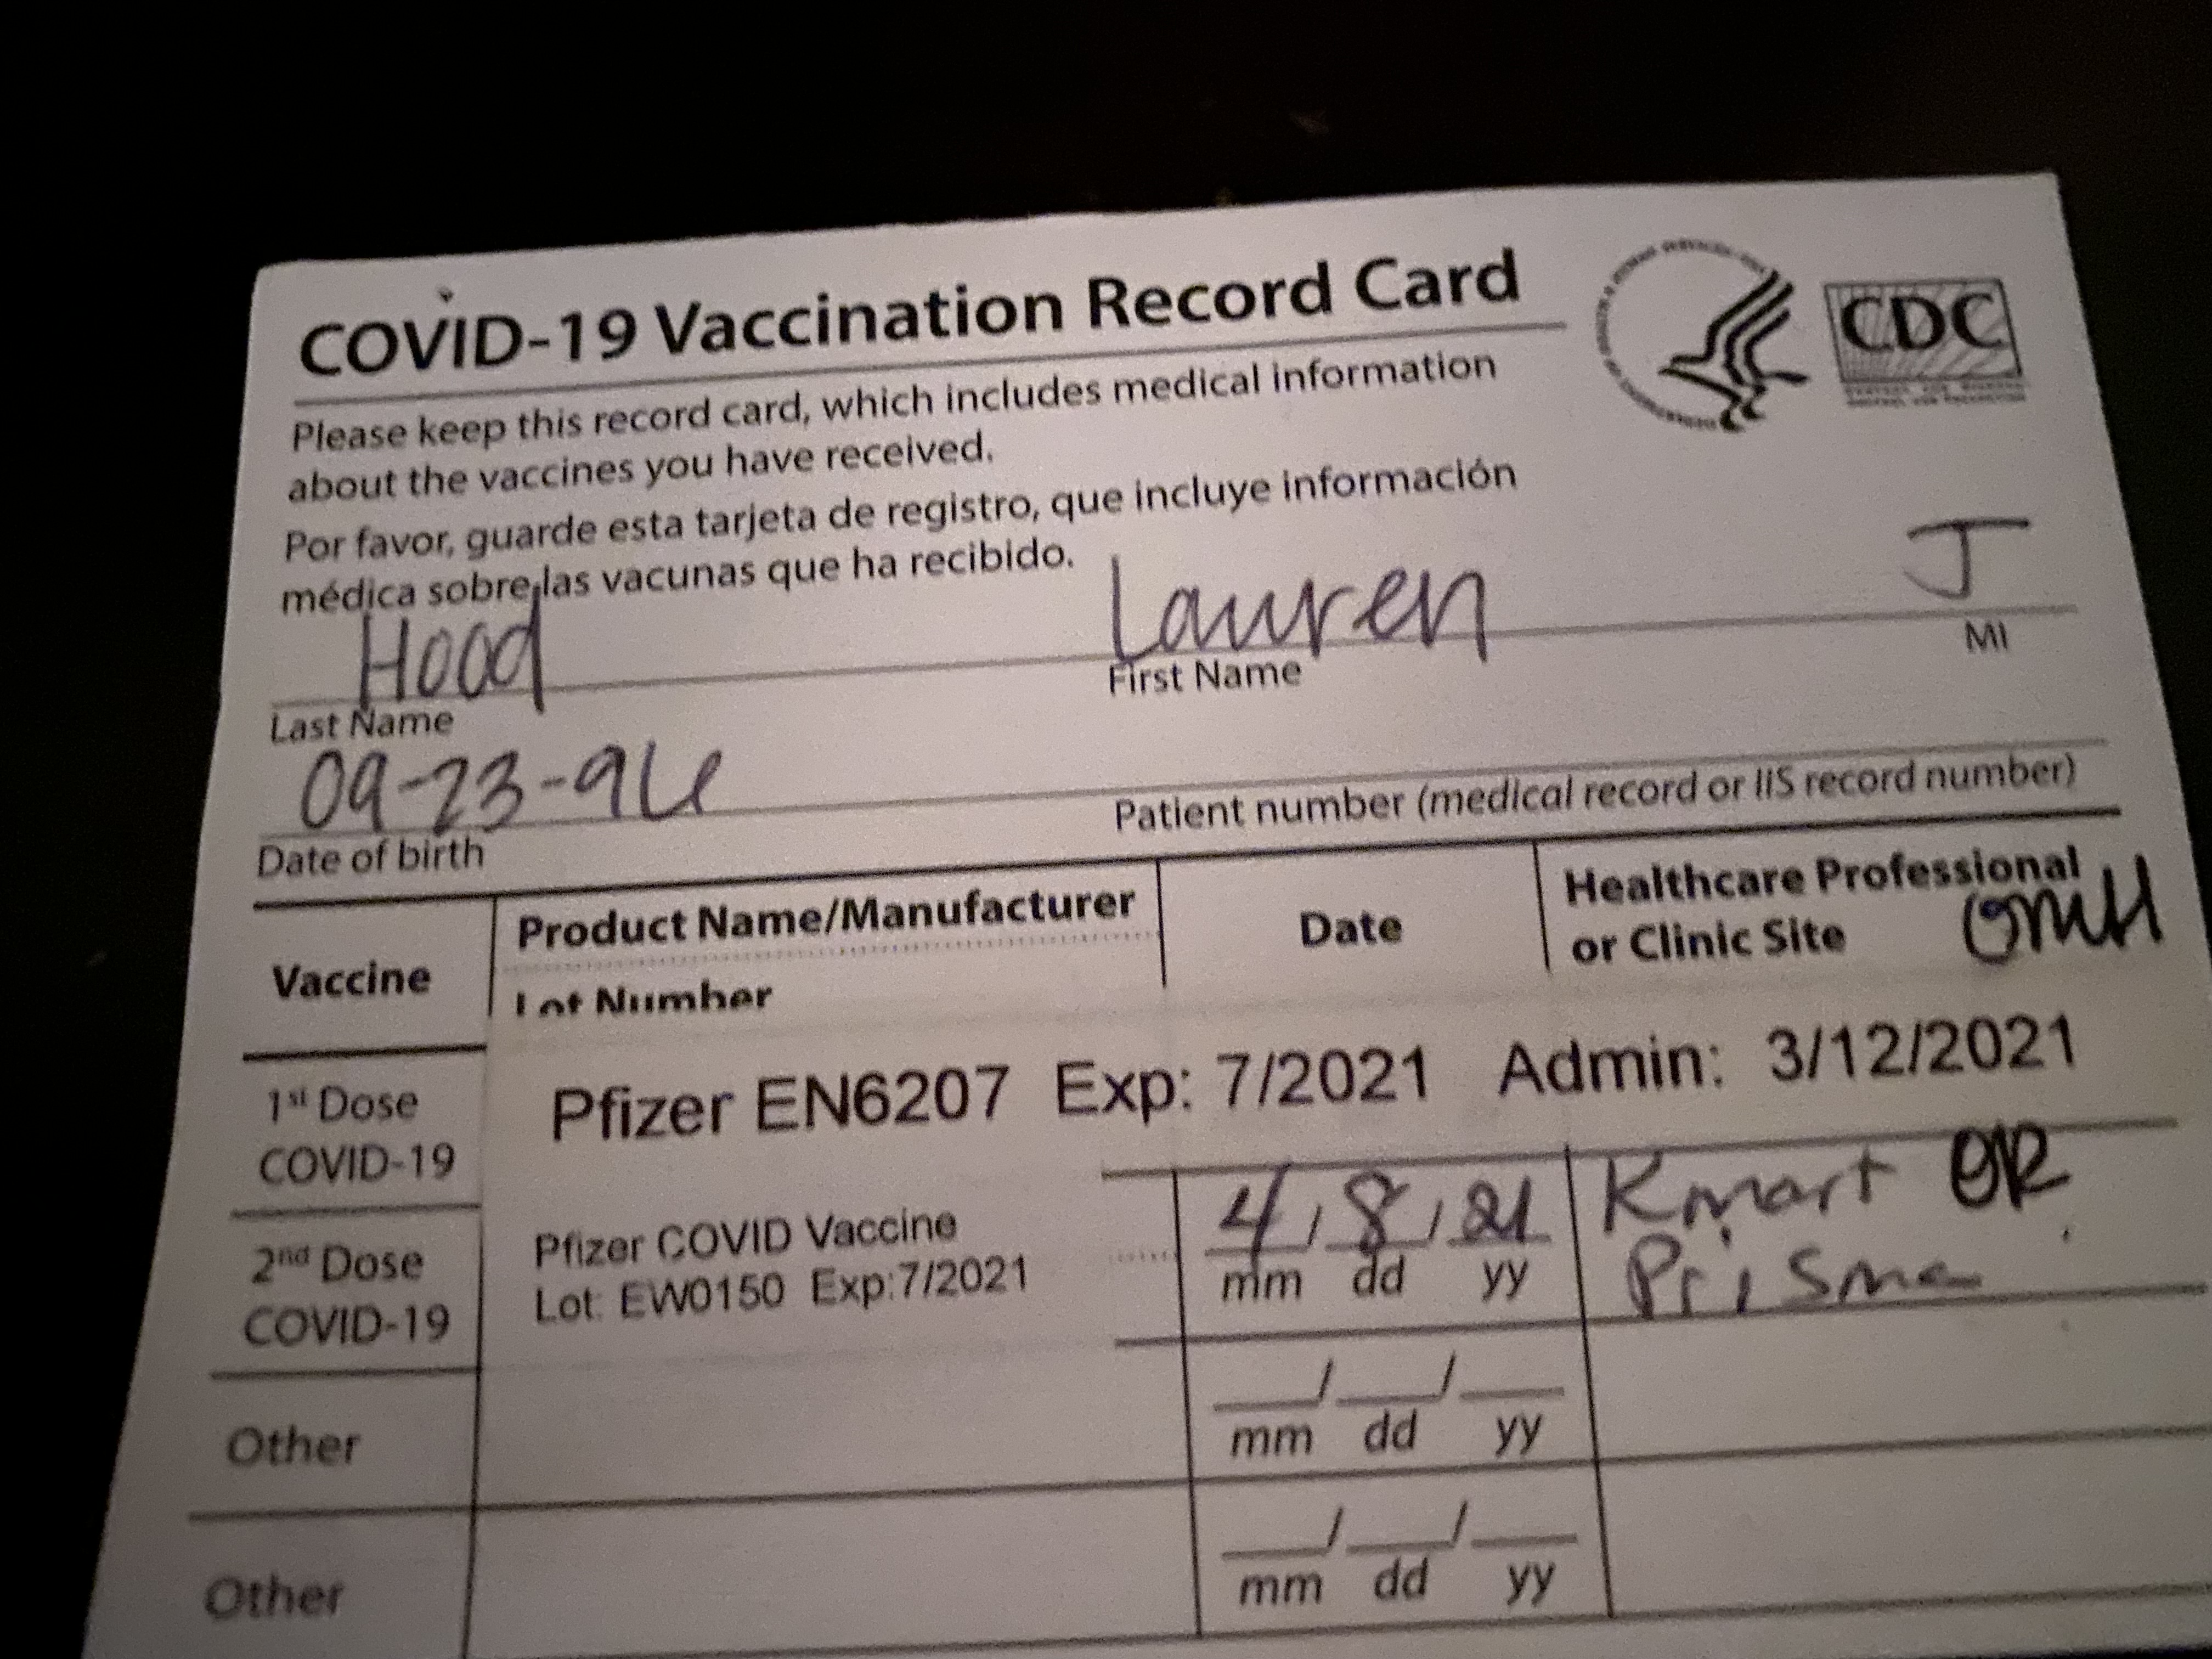 COVID-19 Vaccination Record Card
CDC
Please keep this record card, which includes medical information
about the vaccines you have received.
Por favor, guarde esta tarjeta de registro, que incluye información
médica sobre las vacunas que ha recibido.
Hood Lauren J
Last Name First Name MI
09-23-96
Date of birth Patient number (medical record or IIS record number)
Vaccine
Product Name/Manufacturer
Lot Number
Date
Healthcare Professional
or Clinic Site
GMH
1st Dose
COVID-19
Pfizer EN6207 Exp: 7/2021 Admin: 3/12/2021
2nd Dose
COVID-19
Pfizer COVID Vaccine
Lot: EW0150 Exp:7/2021
4/8/21
mm dd yy
Kmart
Prisma
Other
/ /
mm dd yy
Other
/ /
mm dd yy